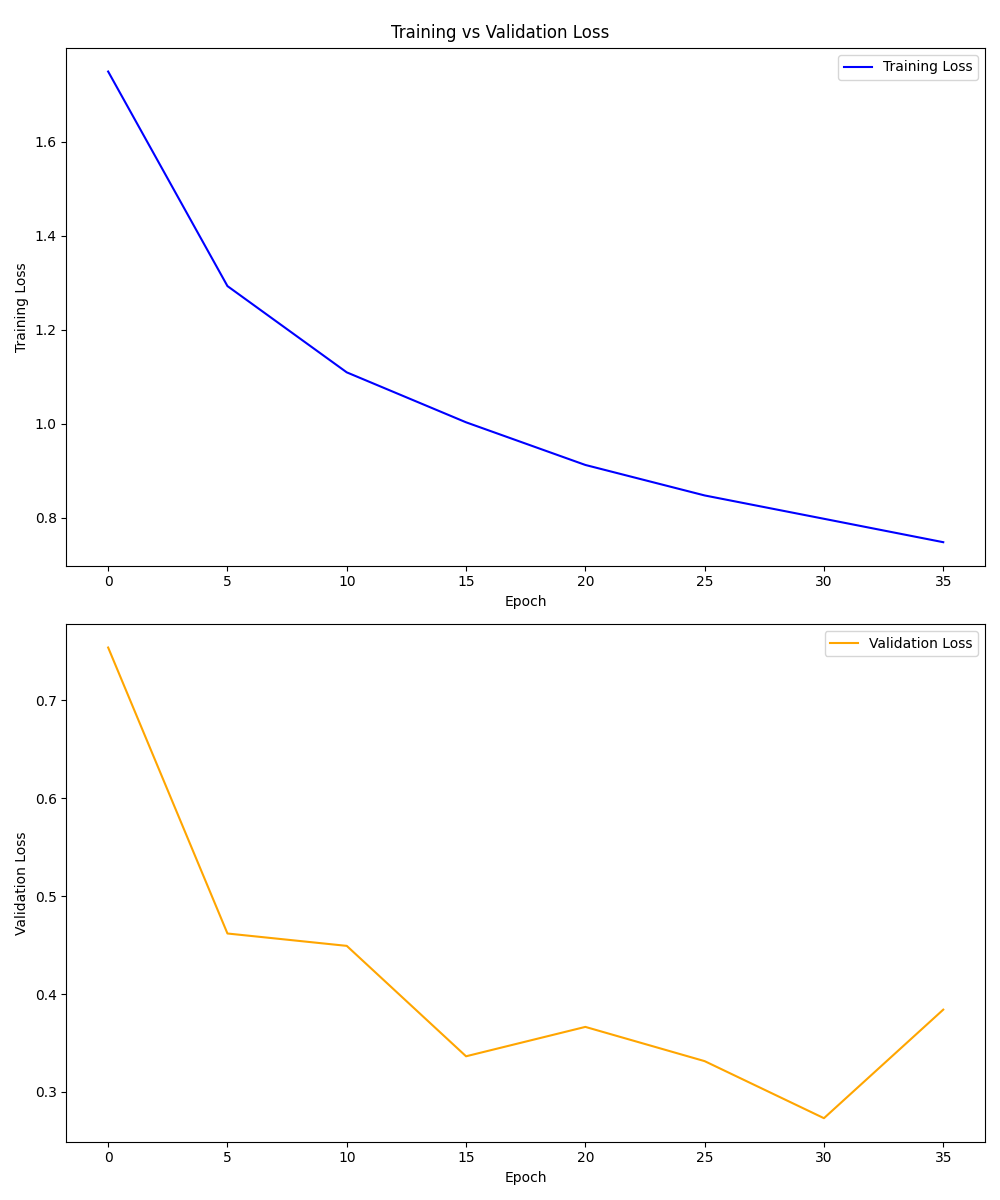 Training vs Validation Loss
Training Loss
1.6
1.4
1.2
1.0
0.8
Training Loss
0 5 10 15 20 25 30 35
Epoch
Validation Loss
0.7
0.6
0.5
0.4
0.3
Validation Loss
0 5 10 15 20 25 30 35
Epoch